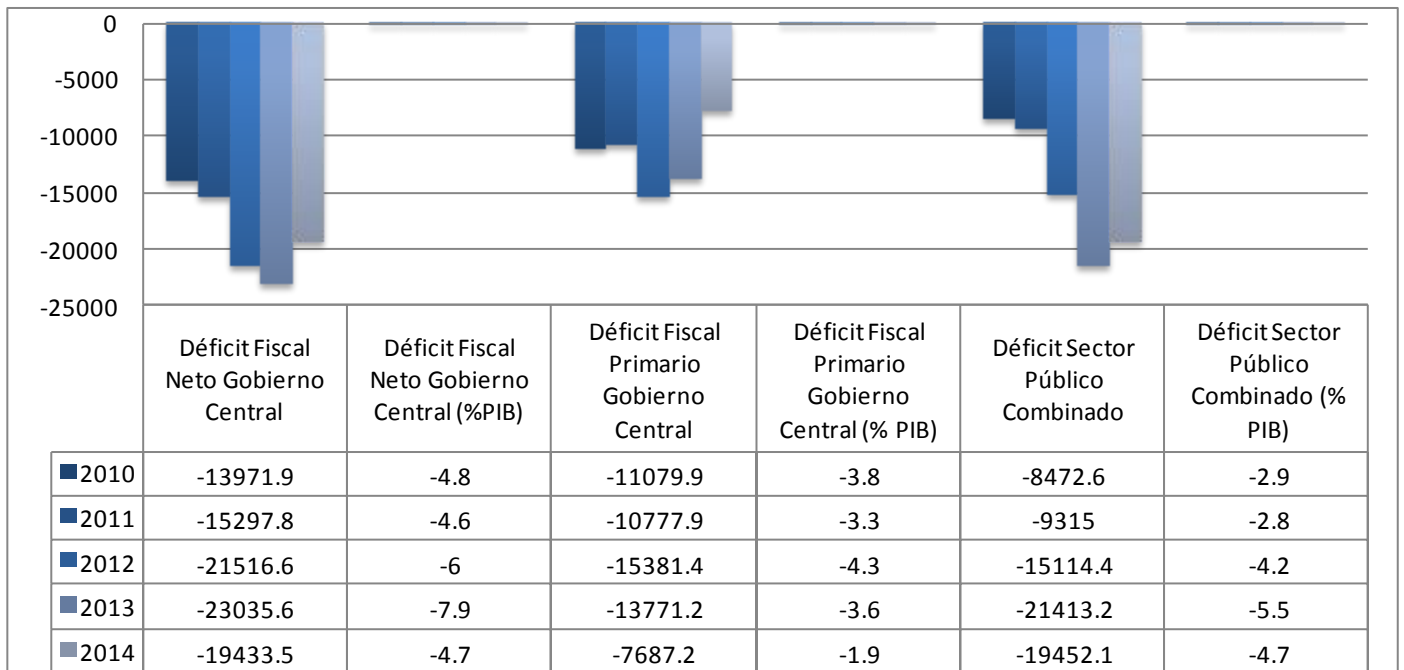 0
-5000
-10000
-15000
-20000
-25000
Déficit Fiscal
Neto Gobierno
Central
Déficit Fiscal
Neto Gobierno
Central (%PIB)
Déficit Fiscal
Primario
Gobierno
Central
Déficit Fiscal
Primario
Gobierno
Central (% PIB)
Déficit Sector
Público
Combinado
Déficit Sector
Público
Combinado (%
PIB)
2010 -13971.9 -4.8 -11079.9 -3.8 -8472.6 -2.9
2011 -15297.8 -4.6 -10777.9 -3.3 -9315 -2.8
2012 -21516.6 -6 -15381.4 -4.3 -15114.4 -4.2
2013 -23035.6 -7.9 -13771.2 -3.6 -21413.2 -5.5
2014 -19433.5 -4.7 -7687.2 -1.9 -19452.1 -4.7